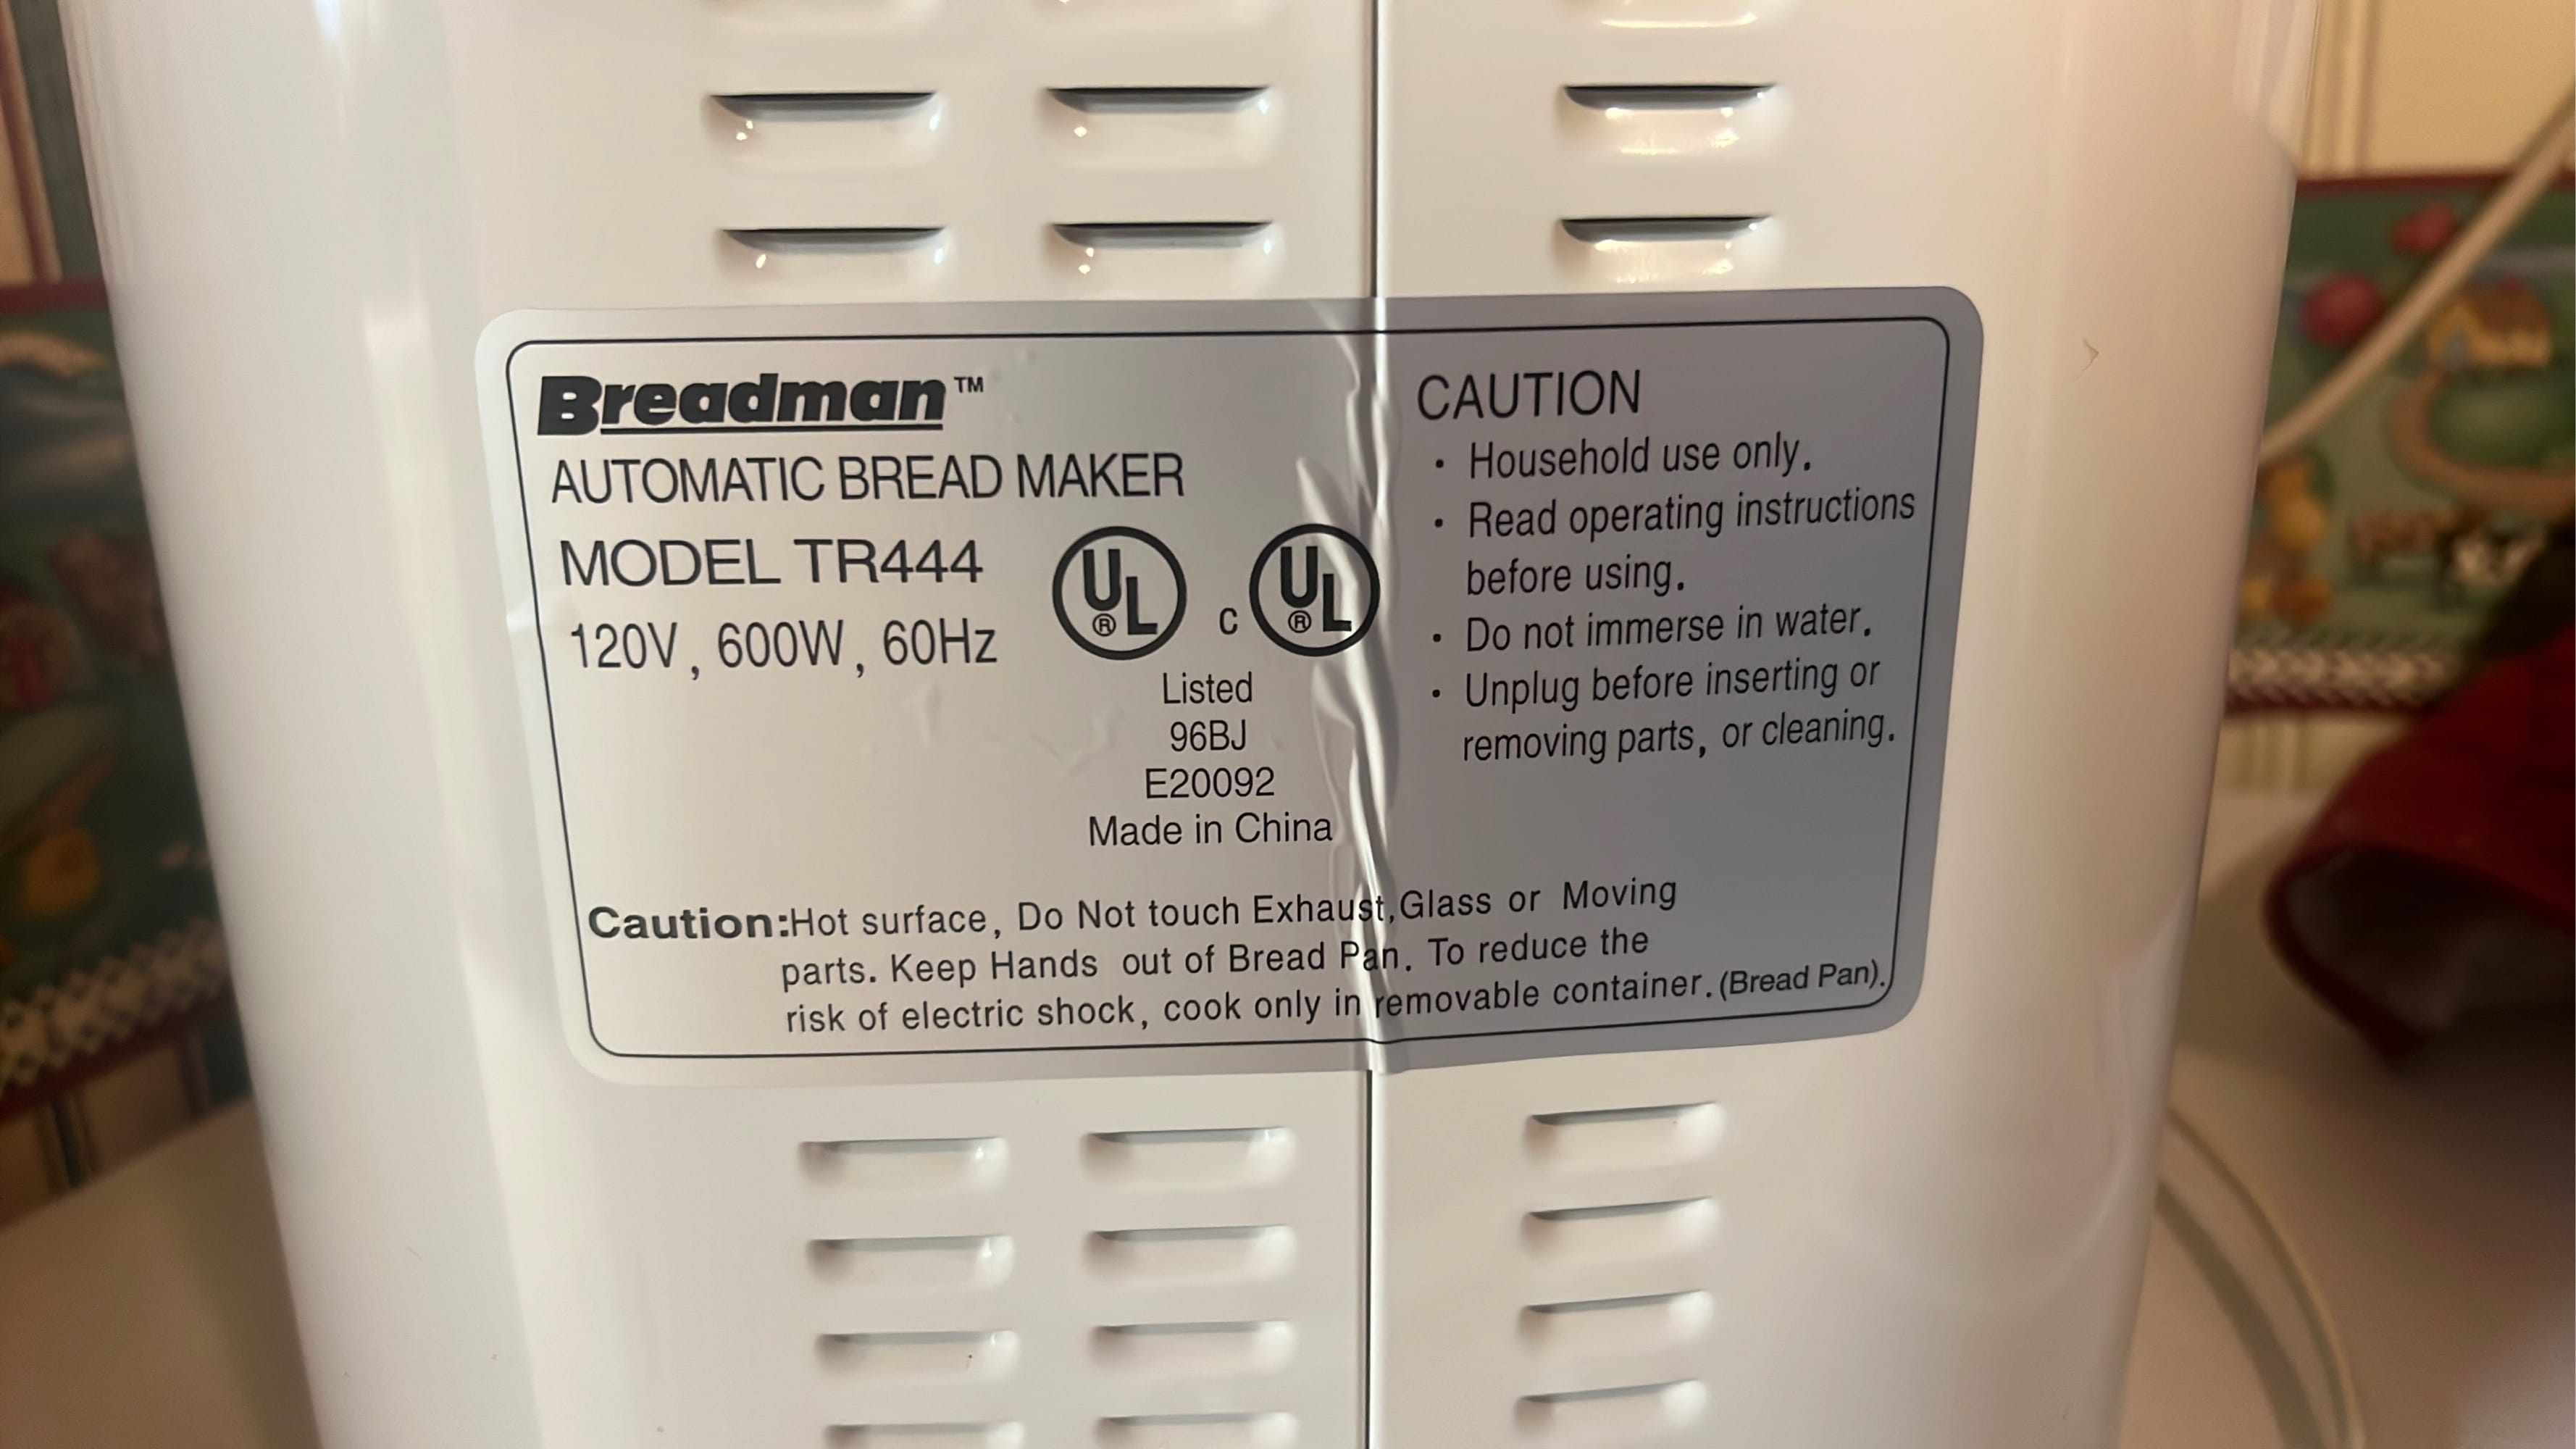 Breadman™
AUTOMATIC BREAD MAKER
MODEL TR444
120V, 600W, 60Hz
UL® c UL®
Listed
96BJ
E20092
Made in China
CAUTION
· Household use only.
· Read operating instructions
before using.
· Do not immerse in water.
· Unplug before inserting or
removing parts, or cleaning.
Caution:Hot surface, Do Not touch Exhaust,Glass or Moving
parts. Keep Hands out of Bread Pan. To reduce the
risk of electric shock, cook only in removable container.(Bread Pan).